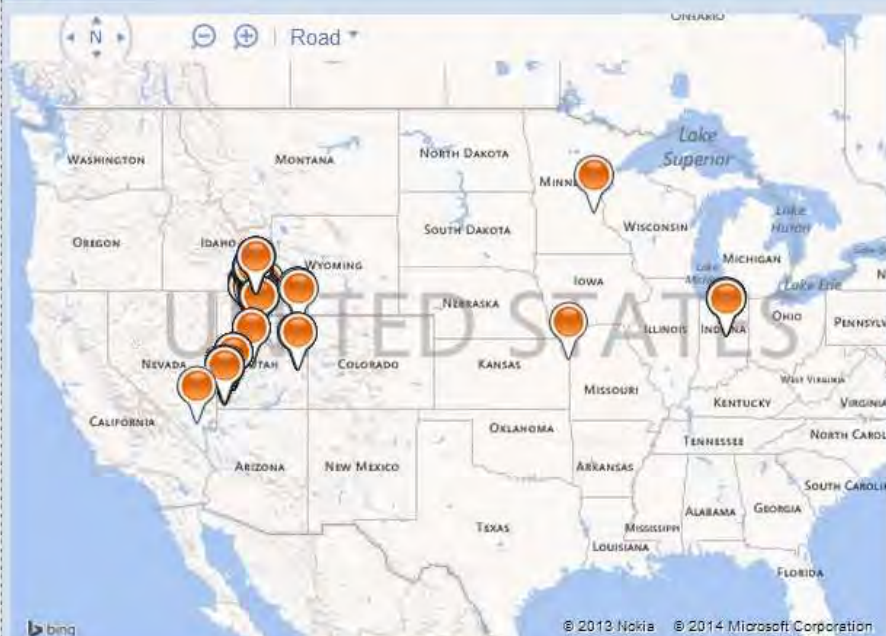 ONTARIO
N
Road
WASHINGTON
MONTANA
NORTH DAKOTA
Lake
Superior
MINNE
OREGON
IDAHO
SOUTH DAKOTA
WISCONSIN
Lake
Huron
MICHIGAN
WYOMING
Lake
IOWA
Lake Erie
NEBRASKA
UNITED STATES
ILLINOIS
INDIANA
OHIO
PENNSYLV
NEVADA
UTAH
COLORADO
KANSAS
MISSOURI
WEST VIRGINIA
KENTUCKY
VIRGINIA
CALIFORNIA
OKLAHOMA
TENNESSEE
NORTH CAROL
ARIZONA
NEW MEXICO
ARKANSAS
SOUTH CAROLI
TEXAS
MISSISSIPPI
ALABAMA
GEORGIA
LOUISIANA
FLORIDA
bing
© 2013 Nokia © 2014 Microsoft Corporation